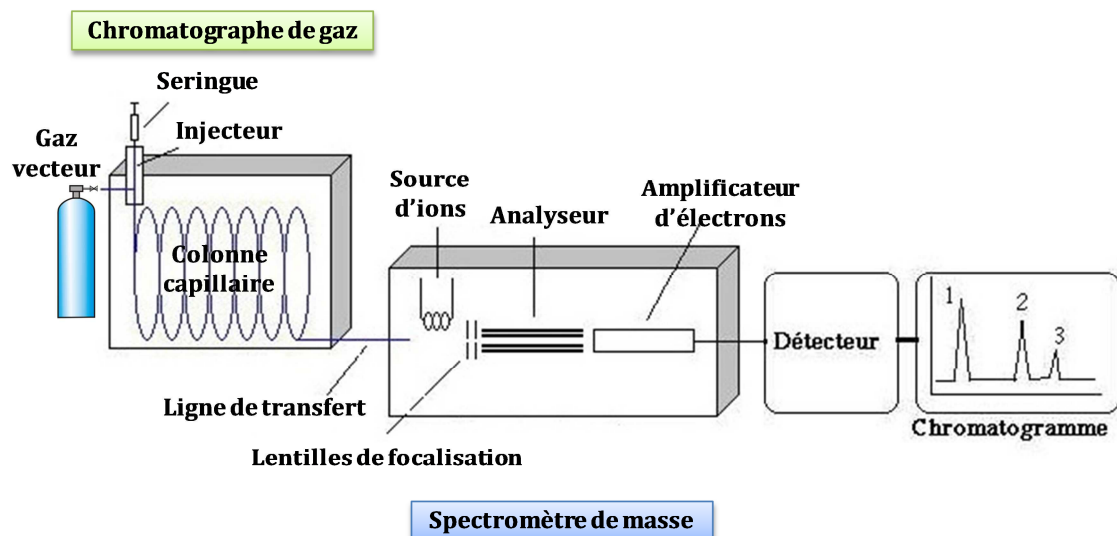 Chromatographe de gaz
Seringue
Injecteur
Gaz
vecteur
Colonne
capillaire
Source
d'ions
Analyseur
Amplificateur
d'électrons
Ligne de transfert
Lentilles de focalisation
Détecteur
1
2
3
Chromatogramme
Spectromètre de masse